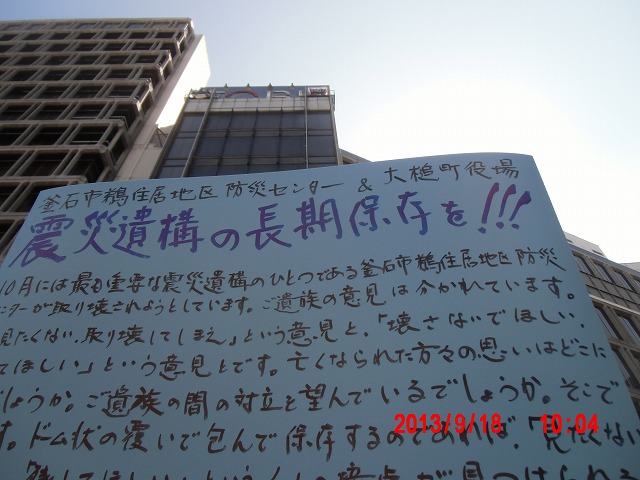 釜石市鵜住居地区防災センター & 大槌町役場
震災遺構の長期保存を!!!
10月には最も重要な震災遺構のひとつである釜石市鵜住居地区防災
ンターが取り壊されようとしています。ご遺族の意見は分かれています。
見たくない、取り壊してしまえ」という意見と、「壊さないでほしい、
てほしい」という意見とです。亡くなられた方々の思いはどこに
しょうか。ご遺族の間の対立を望んでいるでしょうか。そこで
す。ドーム状の覆いで包んで保存するのであれば、「見たくない
2013/9/18 10:04